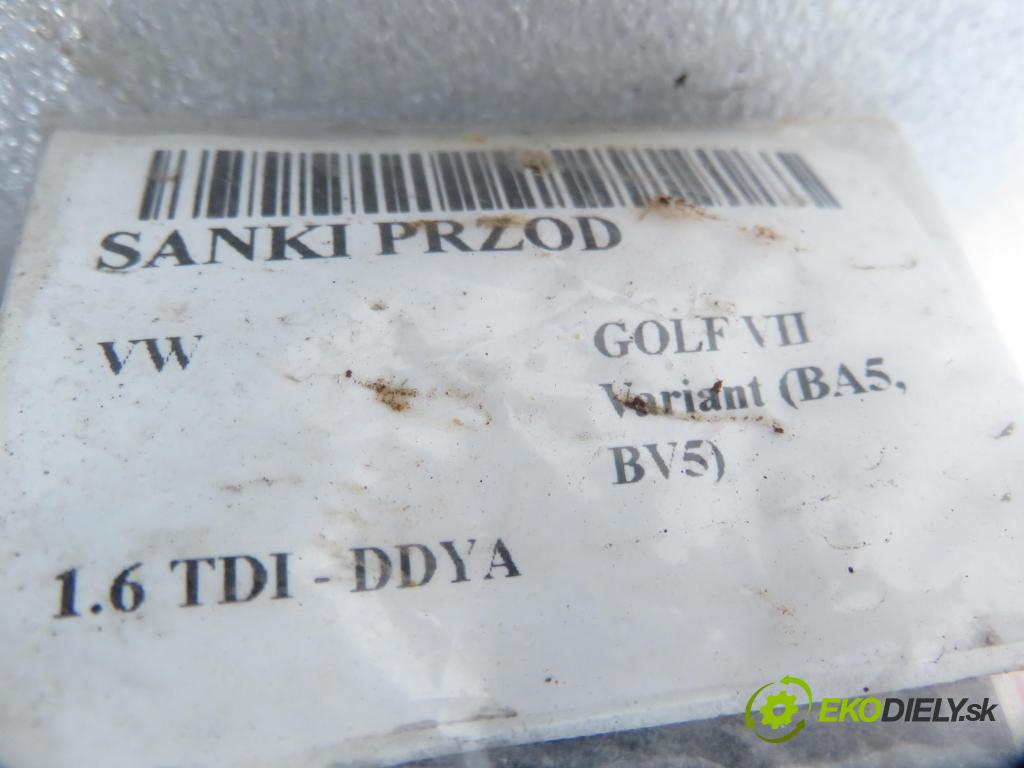 SANKI PRZOD
VW
GOLF VII
Variant (BA5,
BV5)
1.6 TDI - DDYA
EKODIELY.sk